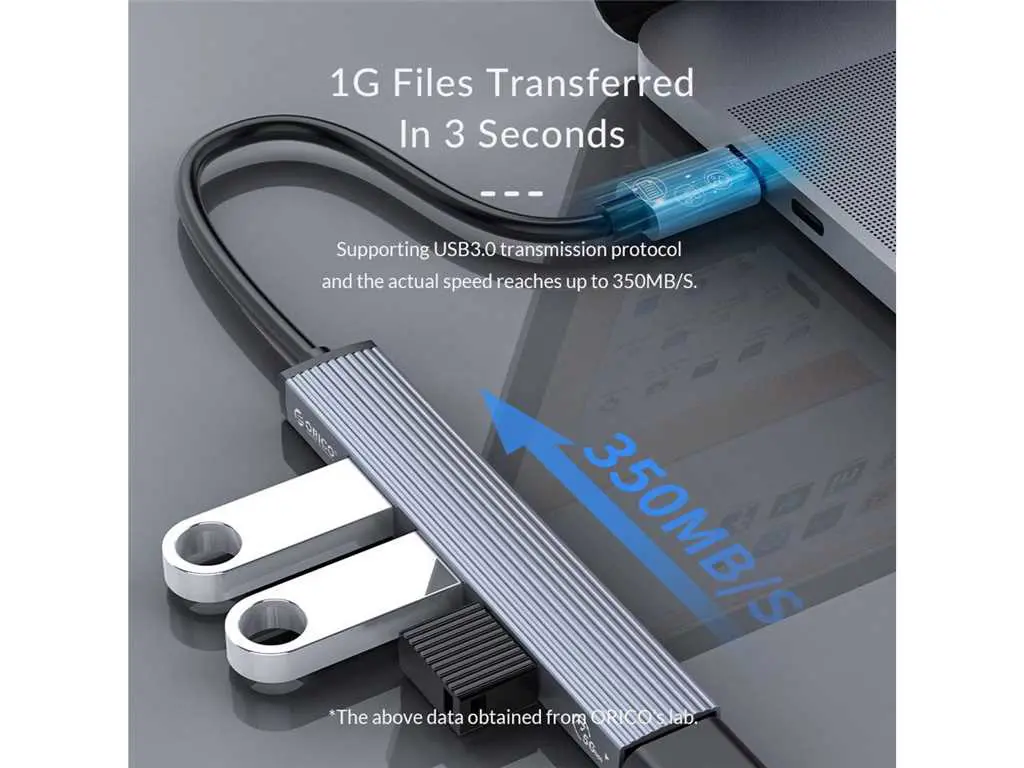 1G Files Transferred
In 3 Seconds
Supporting USB3.0 transmission protocol
and the actual speed reaches up to 350MB/S.
ORICO
350MB/S
*The above data obtained from ORICO's lab.